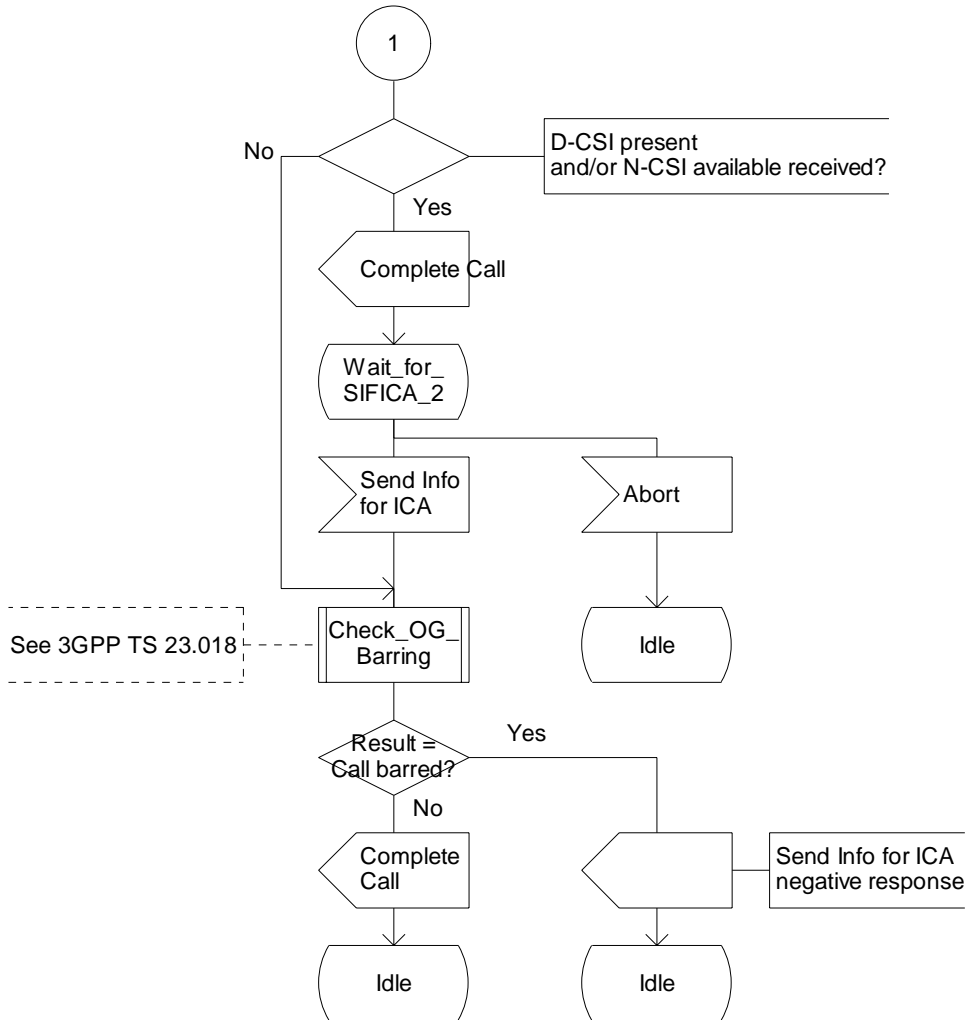 1
No
D-CSI present
and/or N-CSI available received?
Yes
Complete Call
Wait_for_
SIFICA_2
Send Info
for ICA
Abort
See 3GPP TS 23.018
Check_OG_
Barring
Idle
Result =
Call barred?
Yes
No
Complete
Call
Send Info for ICA
negative response
Idle
Idle